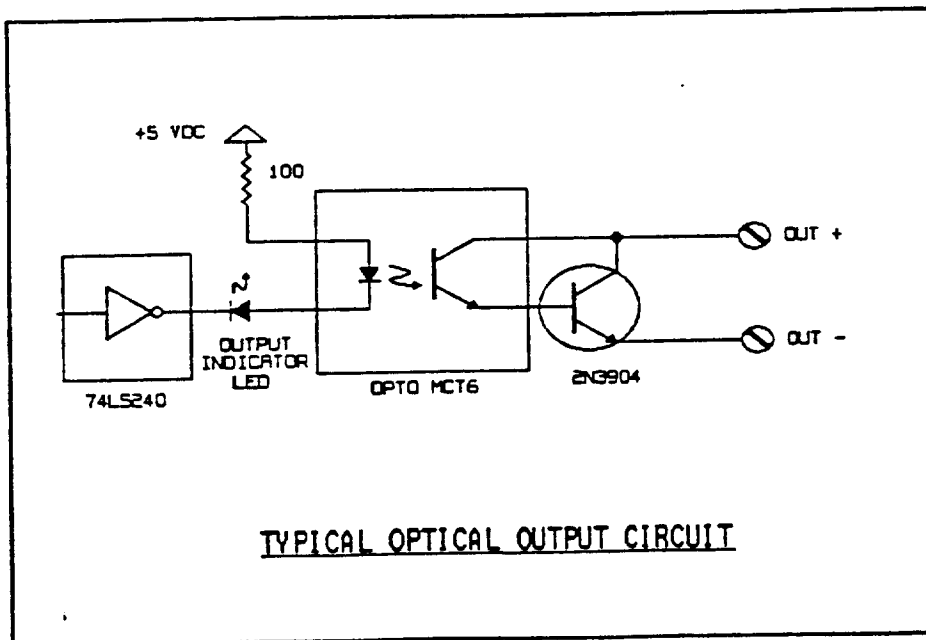 +5 VDC
100
OUT +
OUT -
OUTPUT
INDICATOR
LED
74LS240
OPTO MCT6
2N3904
TYPICAL OPTICAL OUTPUT CIRCUIT